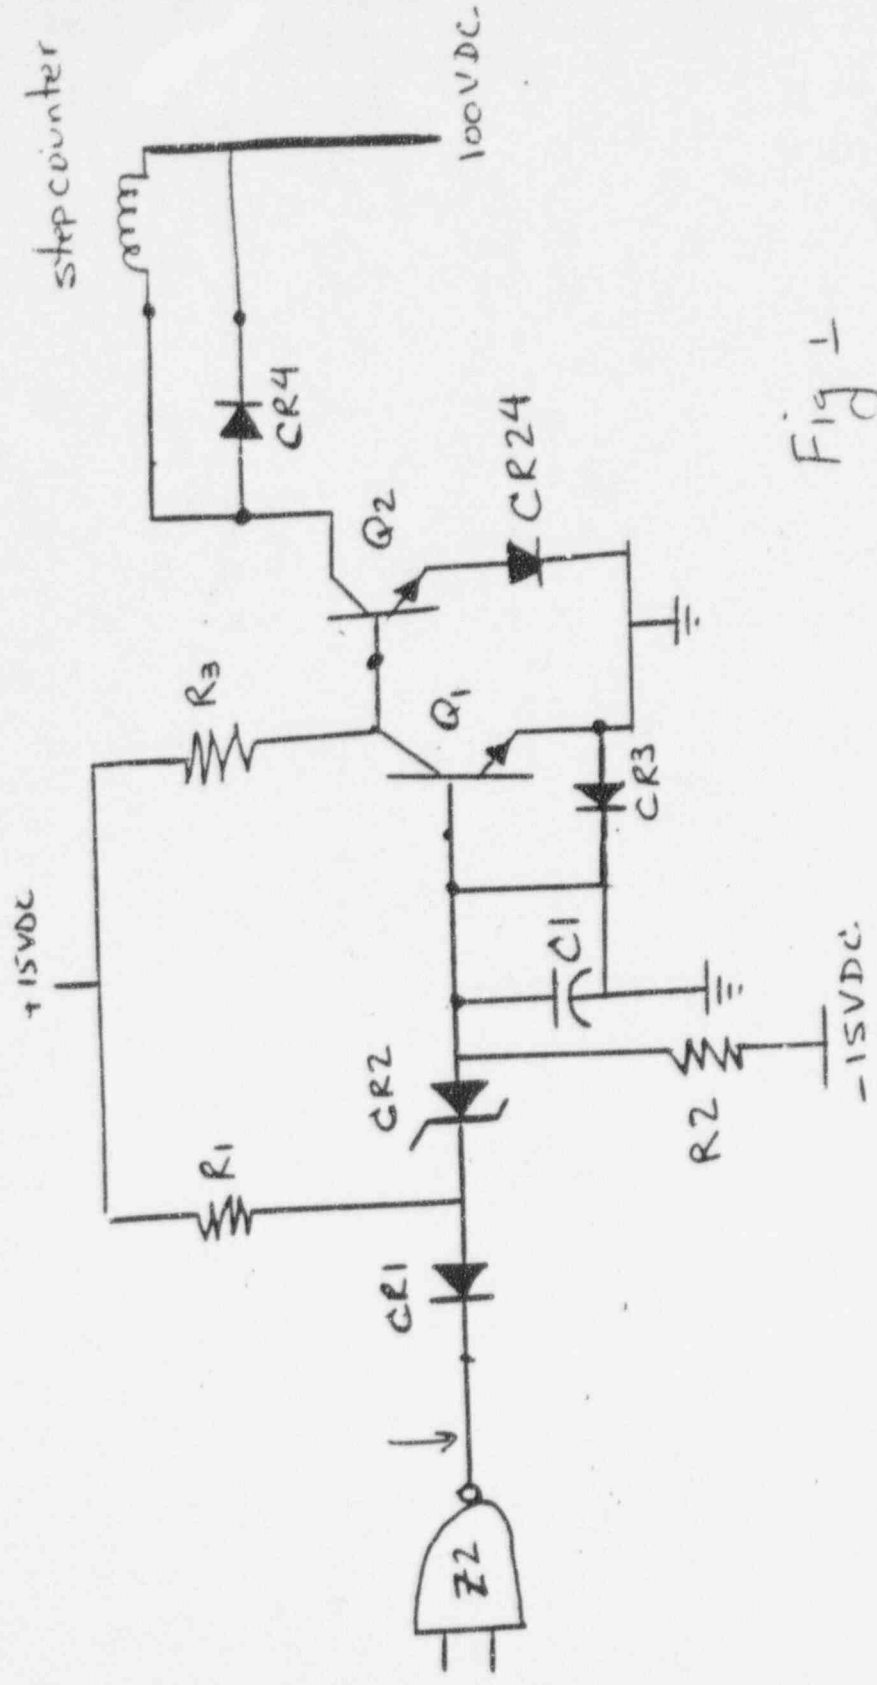 stepcounter
100VDC.
+15VDC
R3
CR4
Q2
Q1
CR24
R1
CR2
CR1
C1
CR3
R2
-15VDC.
Z2
Fig 1